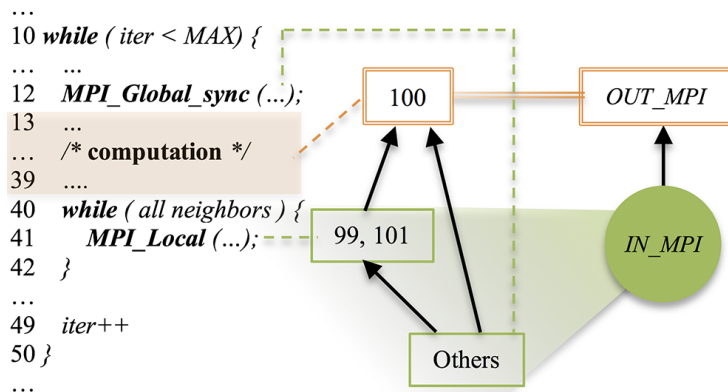 …
10 while ( iter < MAX) {
… ...
12 MPI_Global_sync (...);
13 ...
… /* computation */
39 ....
40 while ( all neighbors ) {
41 MPI_Local (...);
42 }
…
49 iter++
50 }
…
100
OUT_MPI
99, 101
IN_MPI
Others